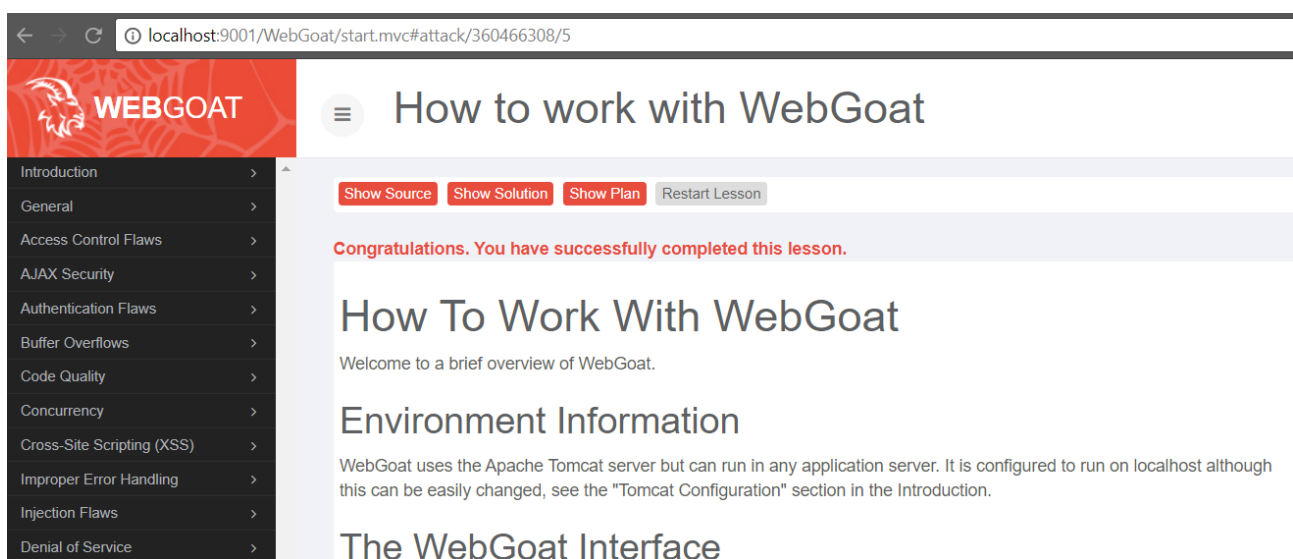 localhost:9001/WebGoat/start.mvc#attack/360466308/5
WEBGOAT
How to work with WebGoat
Introduction
General
Access Control Flaws
AJAX Security
Authentication Flaws
Buffer Overflows
Code Quality
Concurrency
Cross-Site Scripting (XSS)
Improper Error Handling
Injection Flaws
Denial of Service
Show Source Show Solution Show Plan Restart Lesson
Congratulations. You have successfully completed this lesson.
How To Work With WebGoat
Welcome to a brief overview of WebGoat.
Environment Information
WebGoat uses the Apache Tomcat server but can run in any application server. It is configured to run on localhost although
this can be easily changed, see the "Tomcat Configuration" section in the Introduction.
The WebGoat Interface